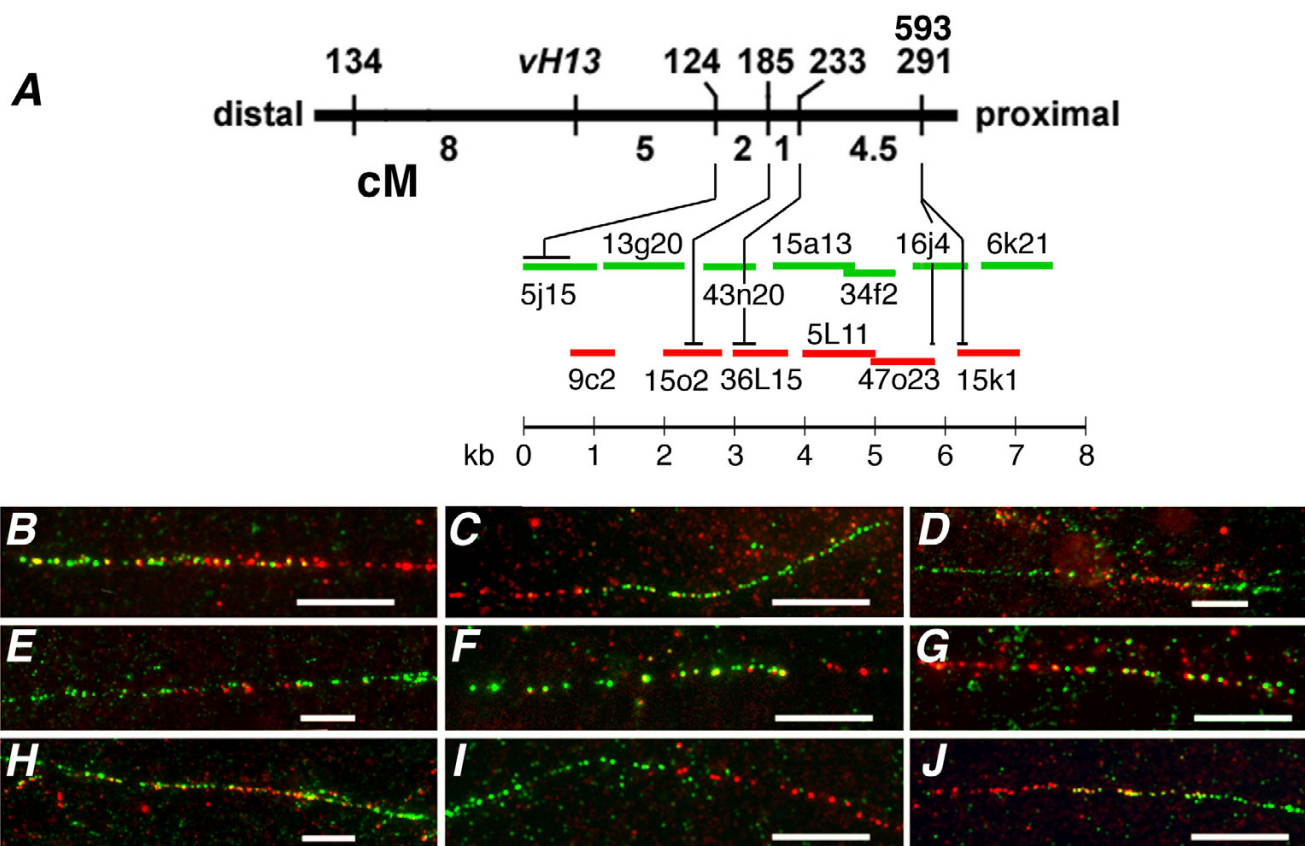 593
134 vH13 124 185 233 291
A
distal proximal
8 5 2 1 4.5
cM
13g20 15a13 16j4 6k21
5j15 43n20 34f2
5L11
9c2 15o2 36L15 47o23 15k1
kb 0 1 2 3 4 5 6 7 8
B C D
E F G
H I J